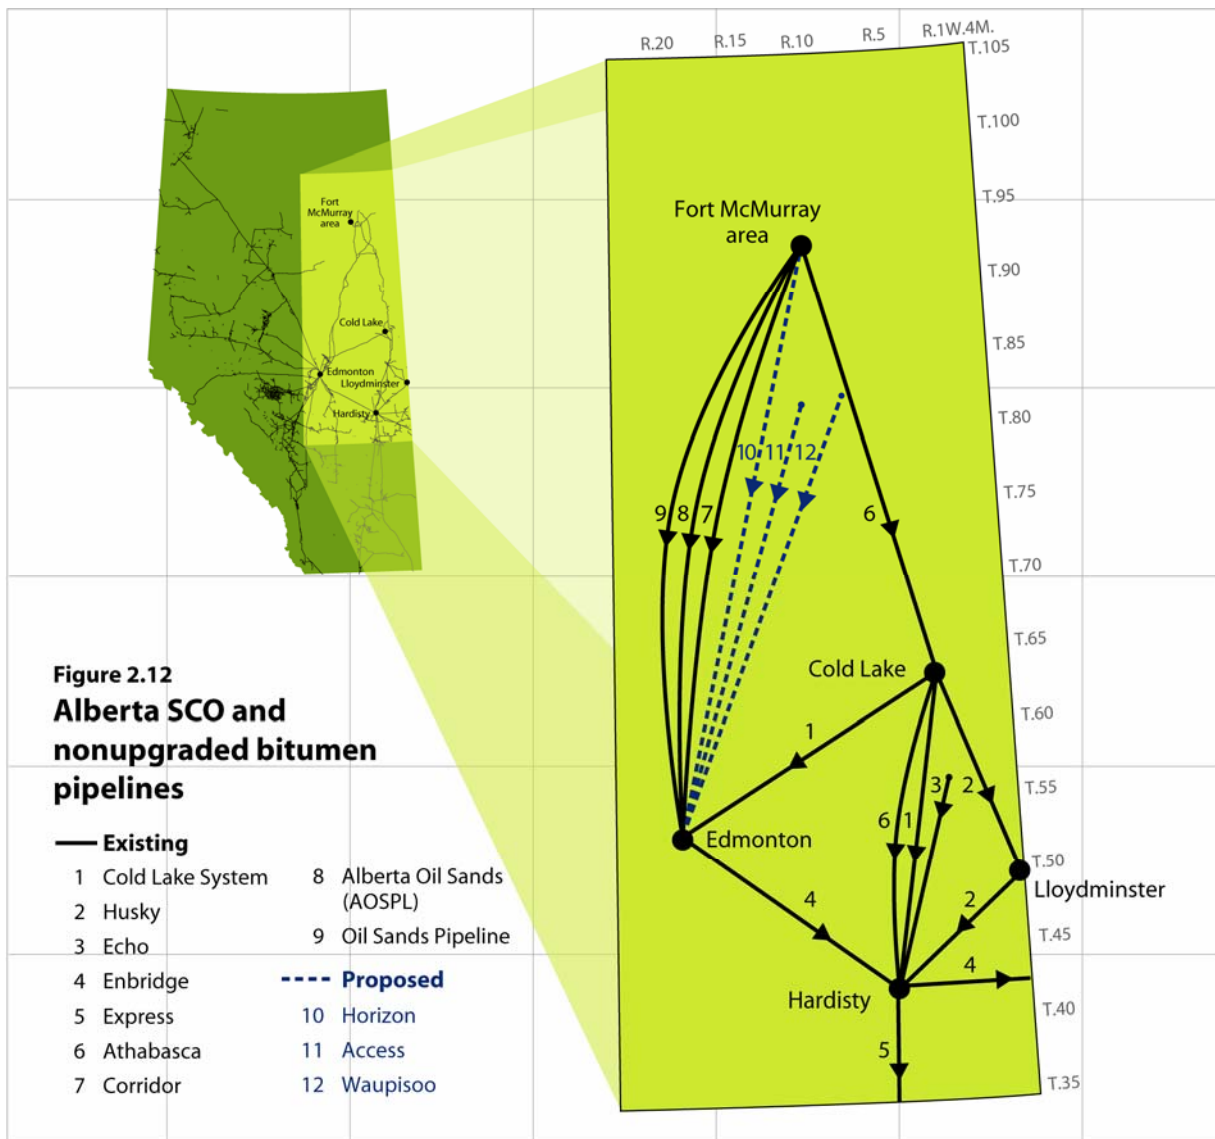 R.20 R.15 R.10 R.5 R.1W.4M.
T.105
T.100
T.95
T.90
T.85
T.80
T.75
T.70
T.65
T.60
T.55
T.50
T.45
T.40
T.35
Fort
McMurray
area
Cold Lake
Edmonton
Lloydminster
Hardisty
Fort McMurray
area
10 11 12
9 8 7 6
Cold Lake
1
3 2
6 1
Edmonton
Lloydminster
4 2
4
Hardisty
5
Figure 2.12
Alberta SCO and
nonupgraded bitumen
pipelines
Existing
1 Cold Lake System
2 Husky
3 Echo
4 Enbridge
5 Express
6 Athabasca
7 Corridor
8 Alberta Oil Sands
(AOSPL)
9 Oil Sands Pipeline
Proposed
10 Horizon
11 Access
12 Waupisoo